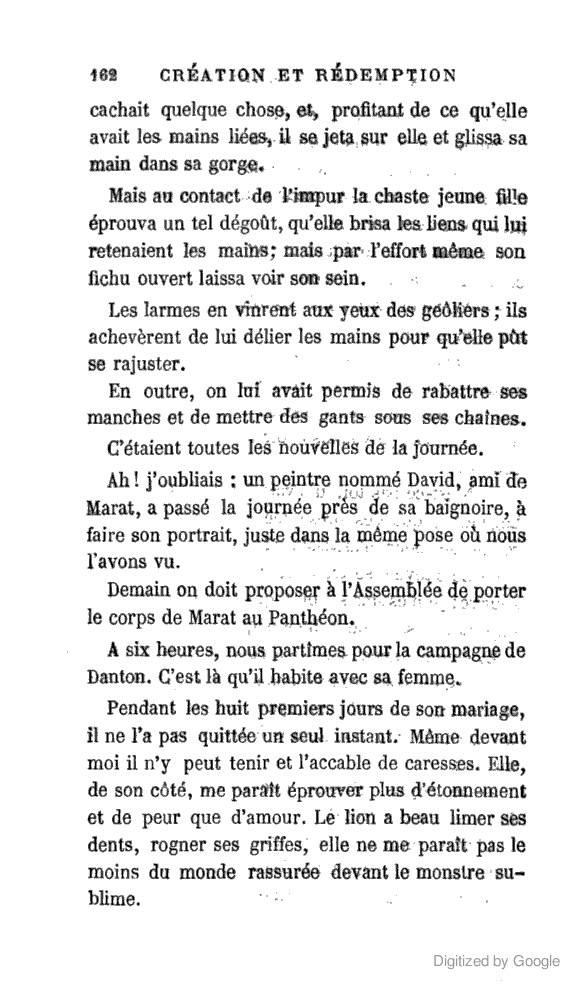 162 CRÉATION ET RÉDEMPTION
cachait quelque chose, et, profitant de ce qu'elle
avait les mains liées, il se jeta sur elle et glissa sa
main dans sa gorge.
Mais au contact de l'impur la chaste jeune fille
éprouva un tel dégoût, qu'elle brisa les liens qui lui
retenaient les mains; mais par l'effort même son
fichu ouvert laissa voir son sein.
Les larmes en vinrent aux yeux des geôliers; ils
achevèrent de lui délier les mains pour qu'elle pût
se rajuster.
En outre, on lui avait permis de rabattre ses
manches et de mettre des gants sous ses chaînes.
C'étaient toutes les nouvelles de la journée.
Ah! j'oubliais : un peintre nommé David, ami de
Marat, a passé la journée près de sa baignoire, à
faire son portrait, juste dans la même pose où nous
l'avons vu.
Demain on doit proposer à l'Assemblée de porter
le corps de Marat au Panthéon.
A six heures, nous partîmes pour la campagne de
Danton. C'est là qu'il habite avec sa femme.
Pendant les huit premiers jours de son mariage,
il ne l'a pas quittée un seul instant. Même devant
moi il n'y peut tenir et l'accable de caresses. Elle,
de son côté, me paraît éprouver plus d'étonnement
et de peur que d'amour. Le lion a beau limer ses
dents, rogner ses griffes, elle ne me paraît pas le
moins du monde rassurée devant le monstre su-
blime.
Digitized by Google